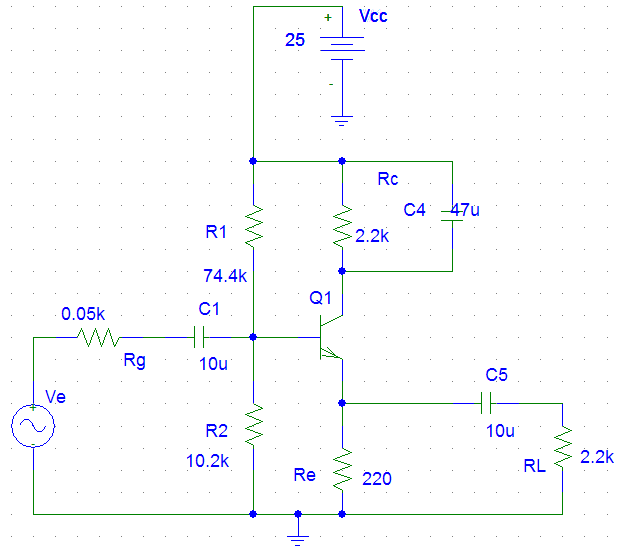 + Vcc
25
-
Rc
C4 47u
R1 2.2k
74.4k
Q1
0.05k
C1
Rg 10u
Ve
+
C5
R2 10u
10.2k
Re 220
RL 2.2k